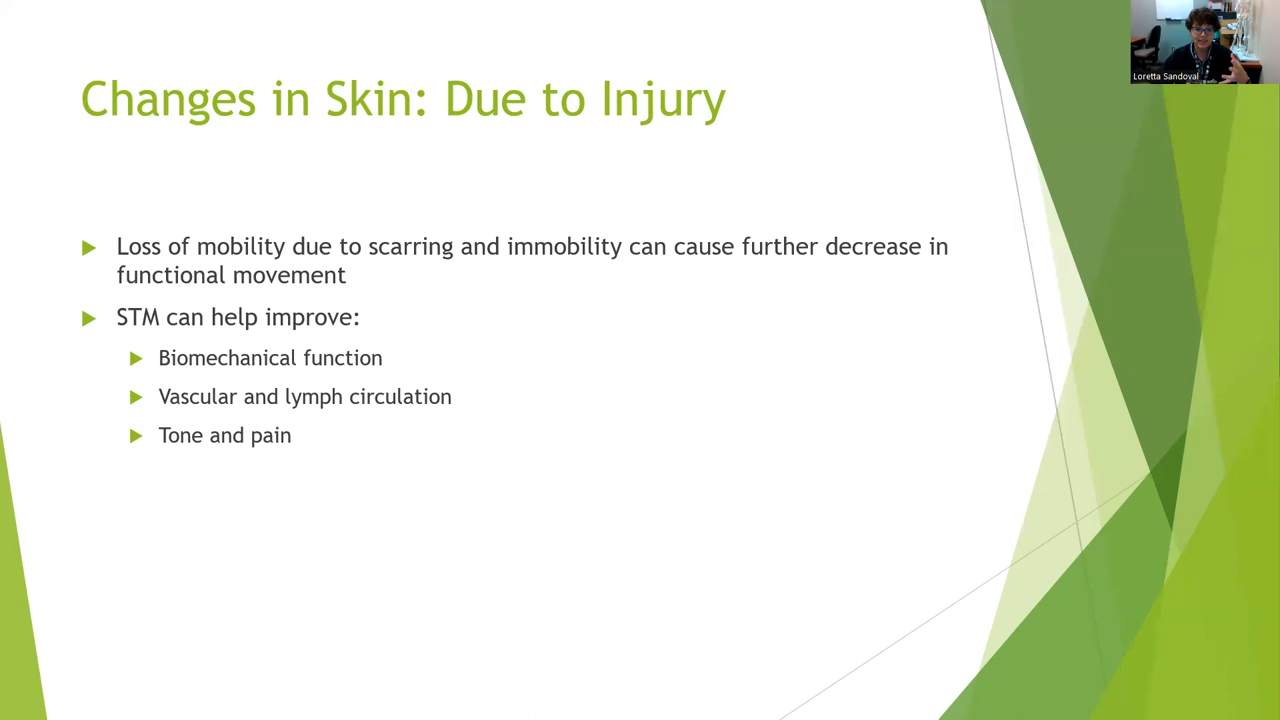 Loretta Sandoval
Changes in Skin: Due to Injury
Loss of mobility due to scarring and immobility can cause further decrease in
functional movement
STM can help improve:
Biomechanical function
Vascular and lymph circulation
Tone and pain